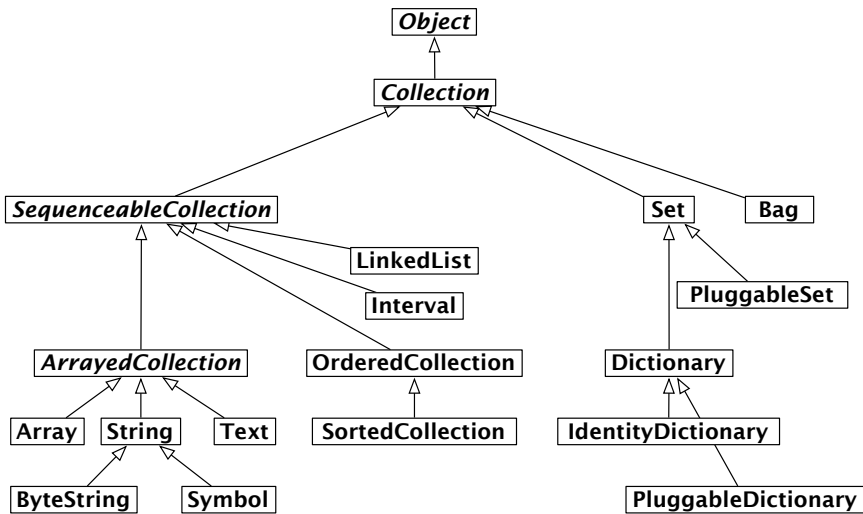 Object
Collection
SequenceableCollection
Set
Bag
LinkedList
PluggableSet
Interval
ArrayedCollection
OrderedCollection
Dictionary
Array
String
Text
SortedCollection
IdentityDictionary
ByteString
Symbol
PluggableDictionary